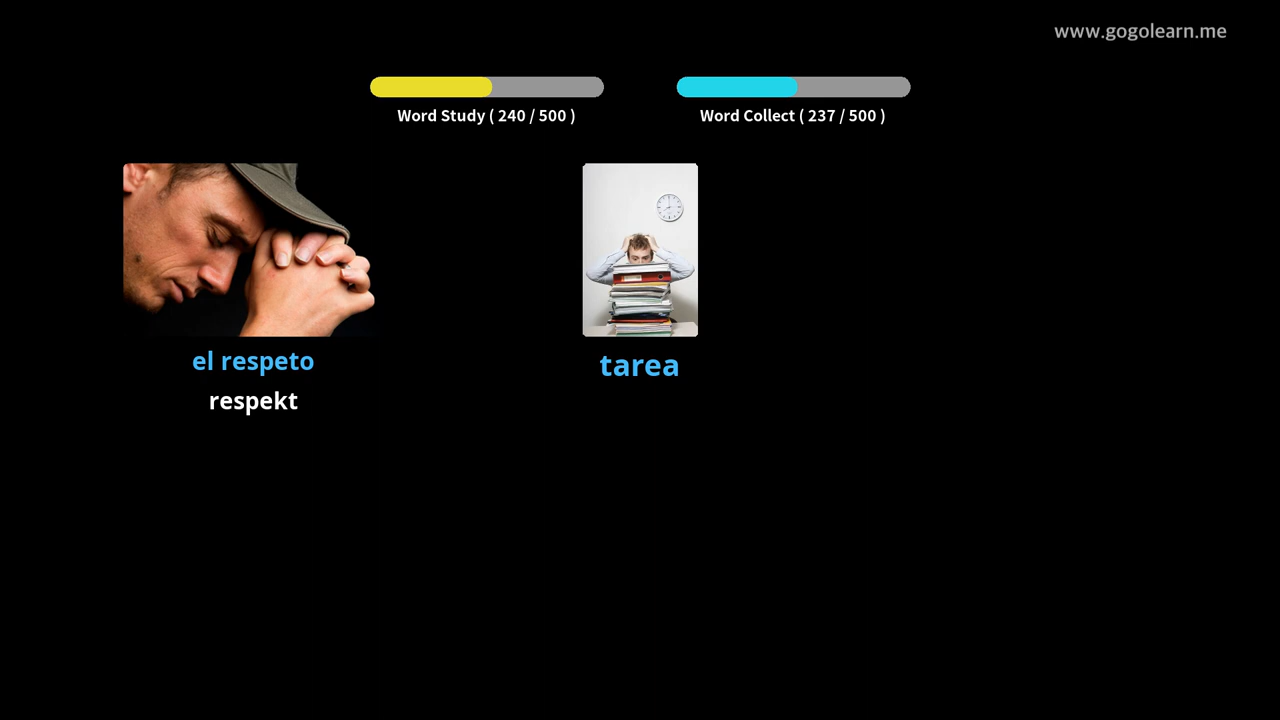 www.gogolearn.me
Word Study ( 240 / 500 )
Word Collect ( 237 / 500 )
el respeto
respekt
tarea